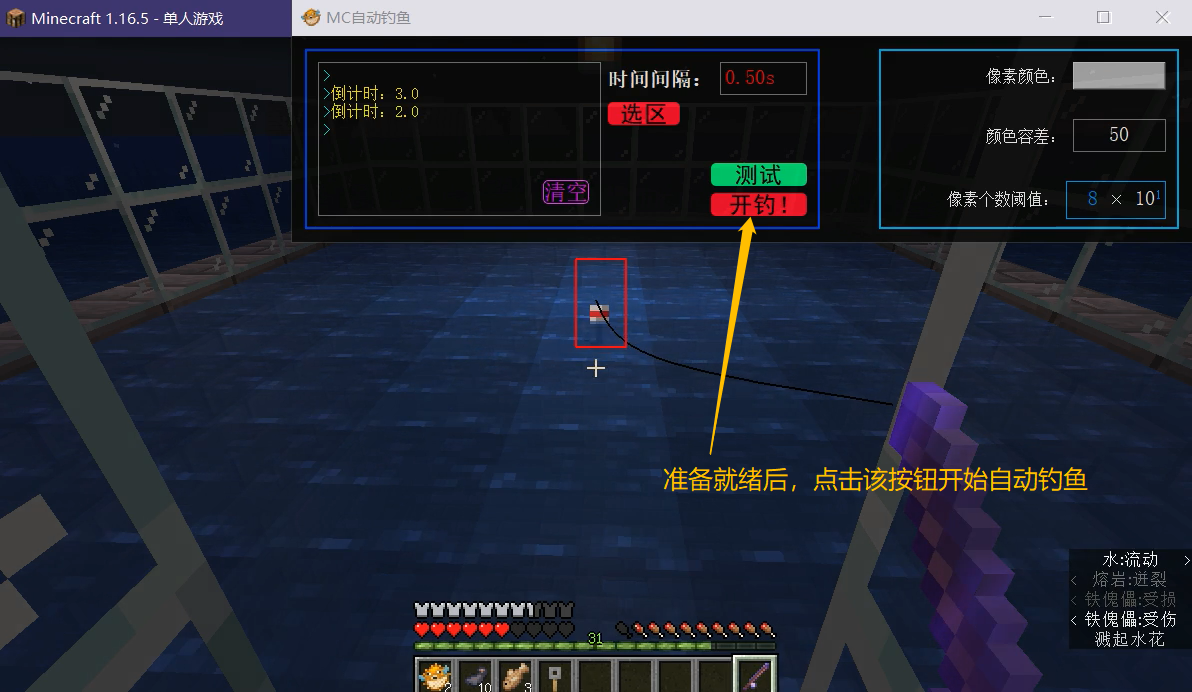 Minecraft 1.16.5 - 单人游戏
MC自动钓鱼
>
>倒计时：3.0
>倒计时：2.0
>
清空
时间间隔：
0.50s
选区
测试
开钓！
像素颜色：
颜色容差：
50
像素个数阈值：
8 × 10¹
准备就绪后，点击该按钮开始自动钓鱼
水:流动 >
< 熔岩:迸裂
< 铁傀儡:受损
< 铁傀儡:受伤
溅起水花
31
2
10
3